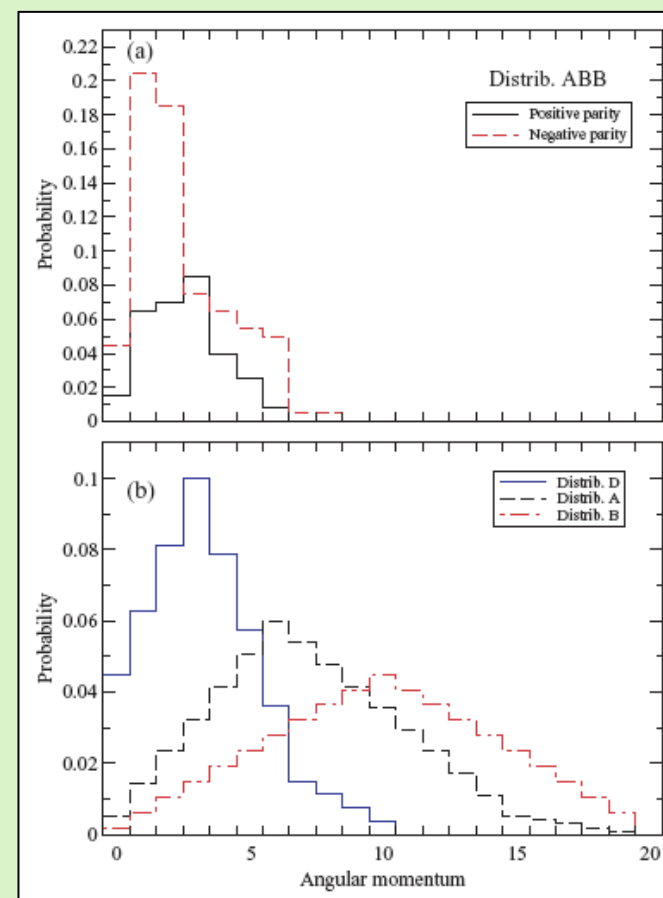 (a)
Distrib. ABB
Positive parity
Negative parity
Probability
0.22
0.2
0.18
0.16
0.14
0.12
0.1
0.08
0.06
0.04
0.02
0
(b)
Distrib. D
Distrib. A
Distrib. B
Probability
0.1
0.08
0.06
0.04
0.02
0
0 5 10 15 20
Angular momentum